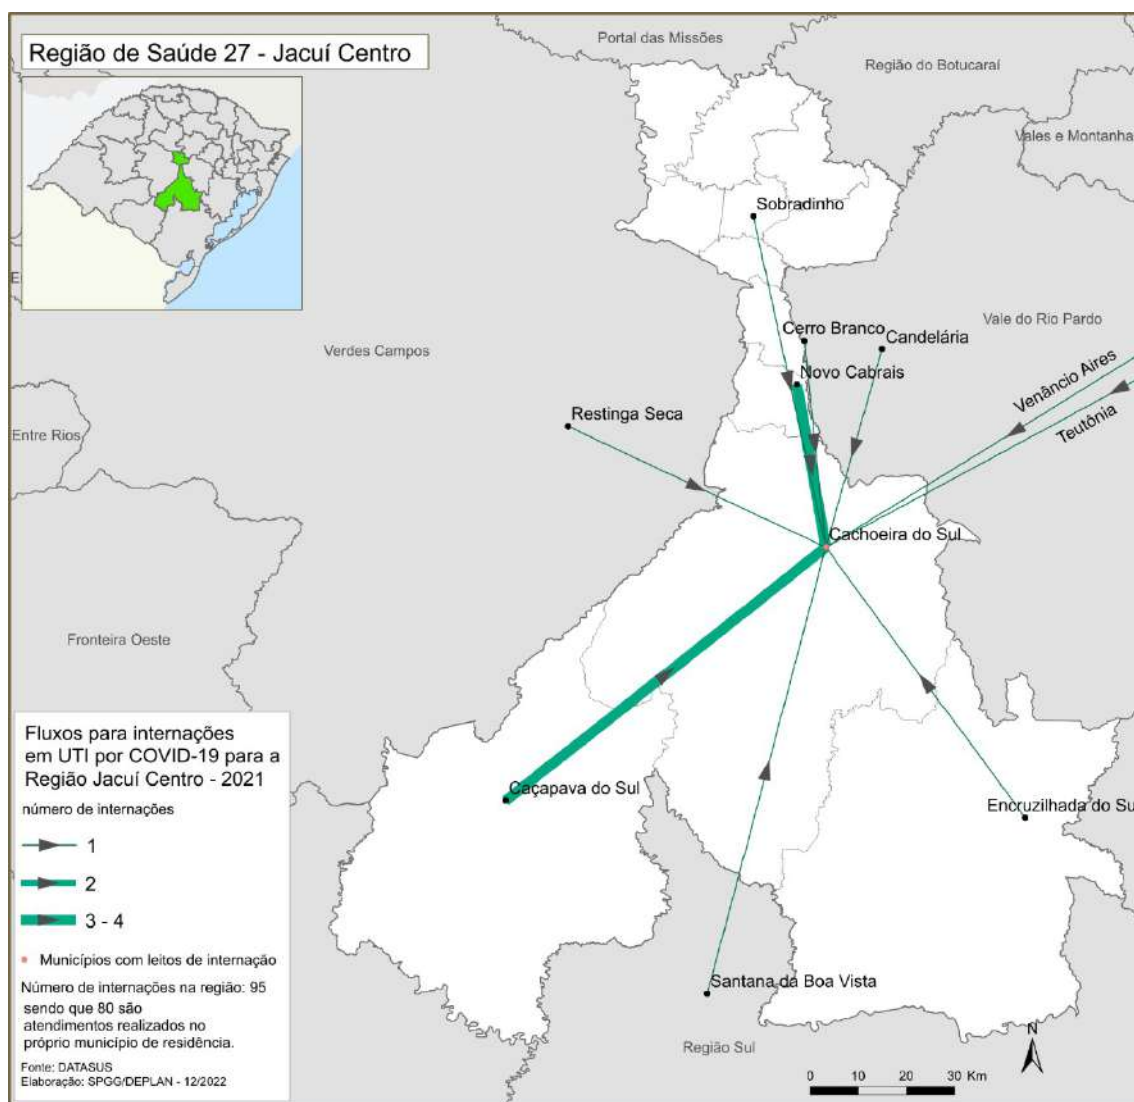 Região de Saúde 27 - Jacuí Centro
Portal das Missões
Região do Botucaraí
Vales e Montanha
Sobradinho
Cerro Branco
Candelária
Vale do Rio Pardo
Verdes Campos
Novo Cabrais
Venâncio Aires
Teutônia
Restinga Seca
Entre Rios
Cachoeira do Sul
Fronteira Oeste
Caçapava do Sul
Encruzilhada do Su
Santana da Boa Vista
Região Sul
Fluxos para internações
em UTI por COVID-19 para a
Região Jacuí Centro - 2021
número de internações
1
2
3 - 4
Municípios com leitos de internação
Número de internações na região: 95
sendo que 80 são
atendimentos realizados no
próprio município de residência.
Fonte: DATASUS
Elaboração: SPGG/DEPLAN - 12/2022
N
0 10 20 30 Km